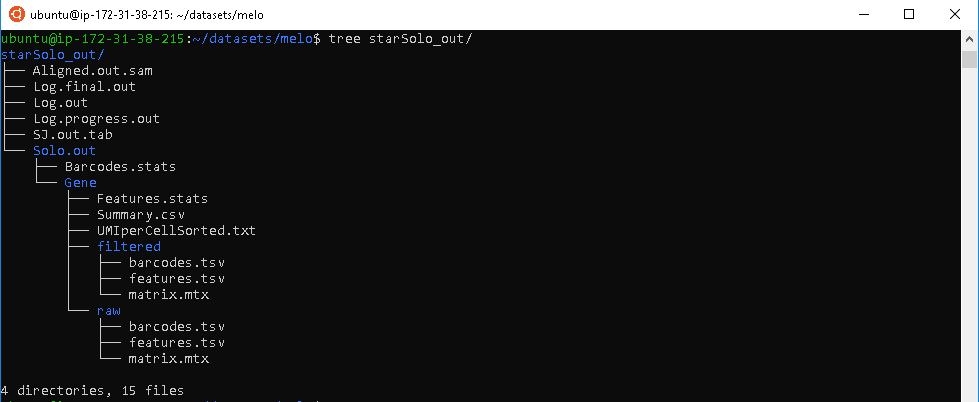 ubuntu@ip-172-31-38-215: ~/datasets/melo
ubuntu@ip-172-31-38-215:~/datasets/melo$ tree starSolo_out/
starSolo_out/
├── Aligned.out.sam
├── Log.final.out
├── Log.out
├── Log.progress.out
├── SJ.out.tab
└── Solo.out
    ├── Barcodes.stats
    └── Gene
        ├── Features.stats
        ├── Summary.csv
        ├── UMIperCellSorted.txt
        ├── filtered
        │   ├── barcodes.tsv
        │   ├── features.tsv
        │   └── matrix.mtx
        └── raw
            ├── barcodes.tsv
            ├── features.tsv
            └── matrix.mtx
4 directories, 15 files